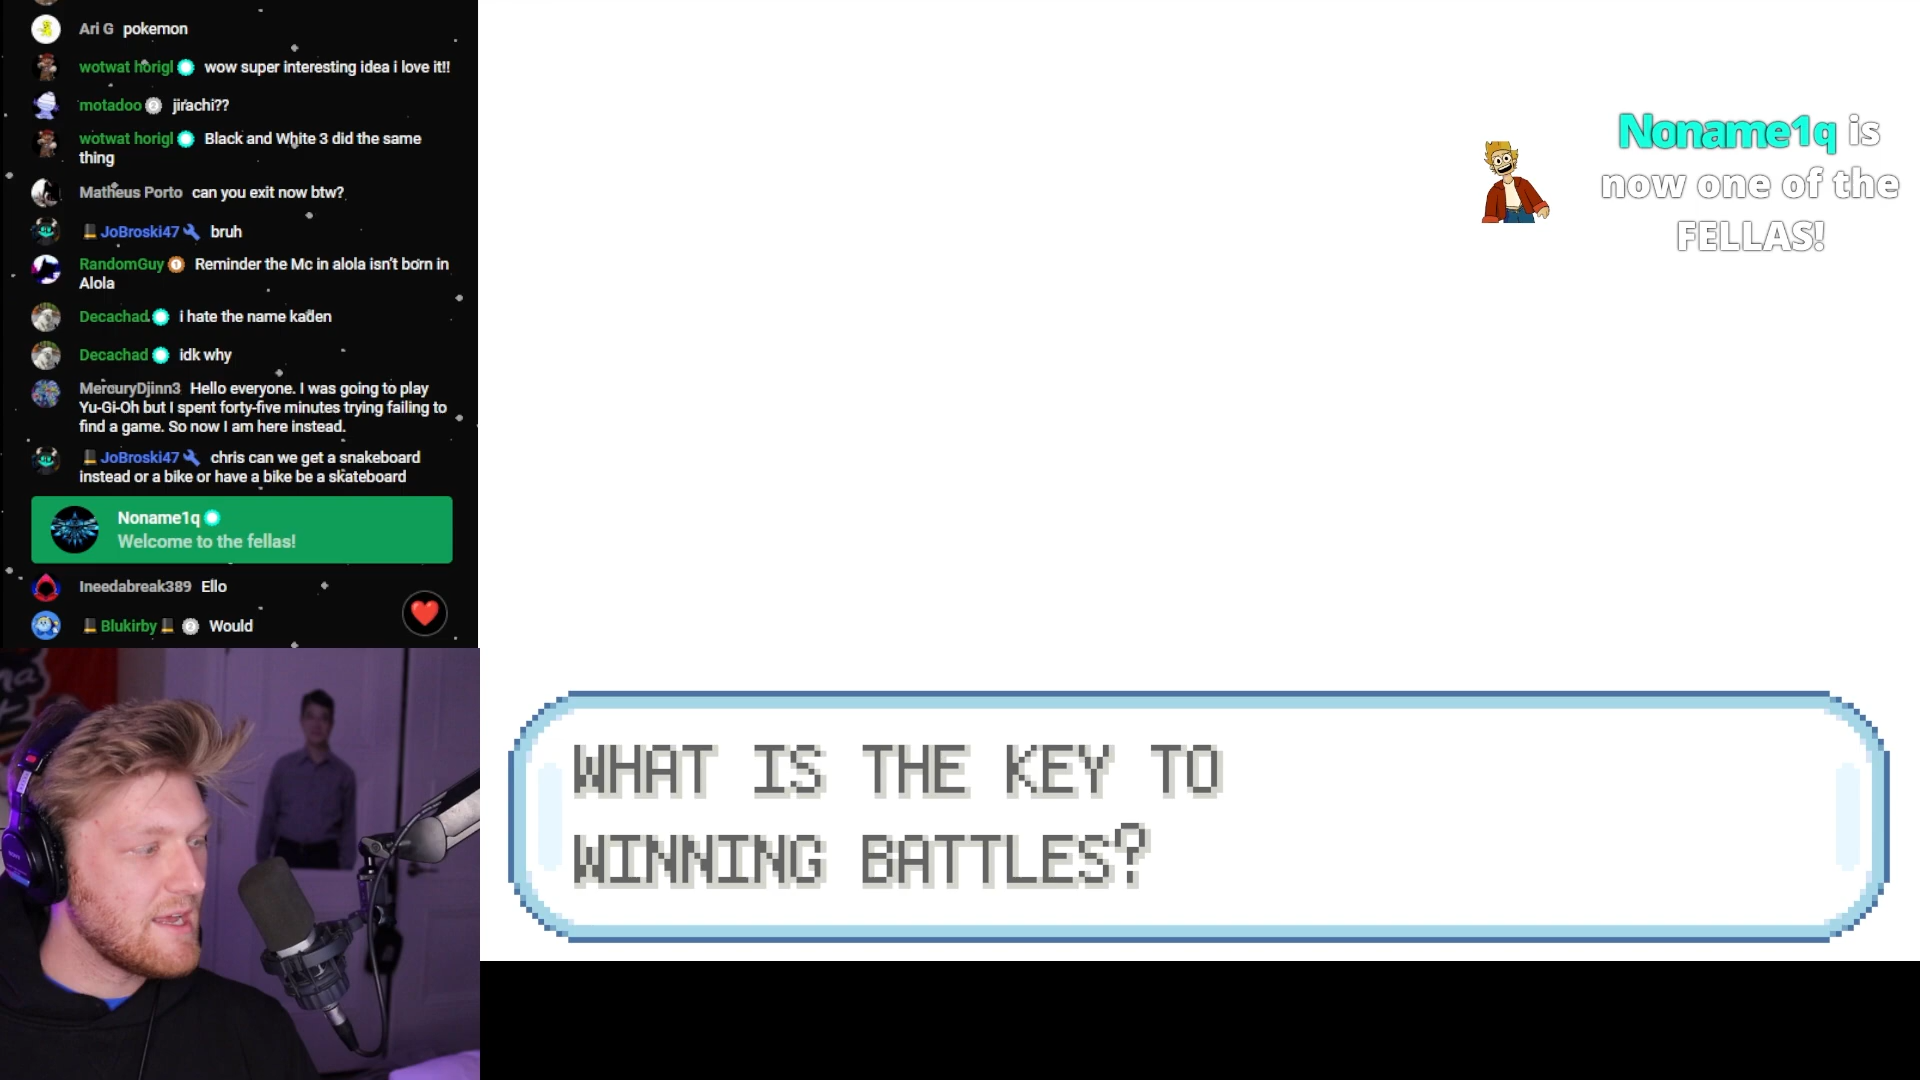 Ari G pokemon
wotwat horigl wow super interesting idea i love it!!
motadoo jirachi??
wotwat horigl Black and White 3 did the same
thing
Matheus Porto can you exit now btw?
JoBroski47 bruh
RandomGuy Reminder the Mc in alola isn't born in
Alola
Decachad i hate the name kaden
Decachad idk why
MercuryDjinn3 Hello everyone. I was going to play
Yu-Gi-Oh but I spent forty-five minutes trying failing to
find a game. So now I am here instead.
JoBroski47 chris can we get a snakeboard
instead or a bike or have a bike be a skateboard
Noname1q
Welcome to the fellas!
Ineedabreak389 Ello
Blukirby Would
Noname1q is
now one of the
FELLAS!
WHAT IS THE KEY TO
WINNING BATTLES?